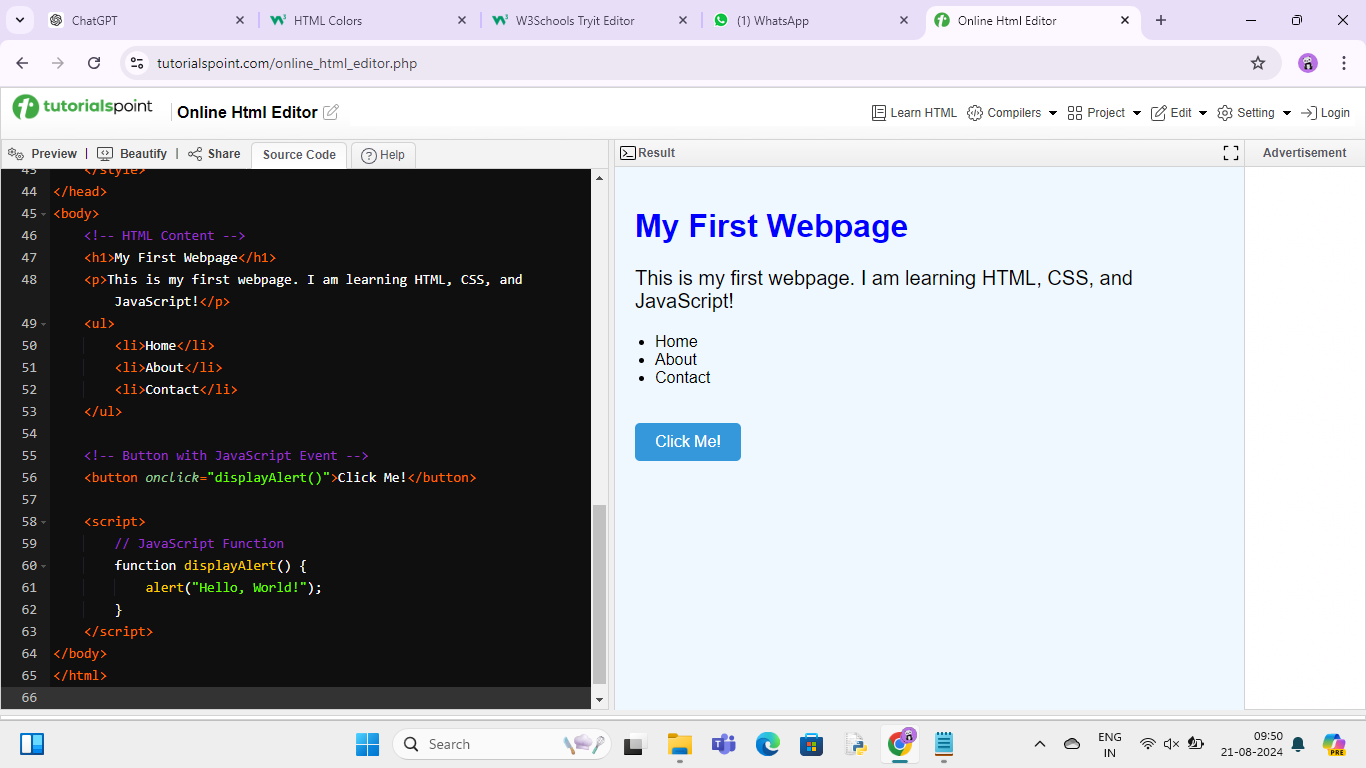 ChatGPT
HTML Colors
W3Schools Tryit Editor
(1) WhatsApp
Online Html Editor
tutorialspoint.com/online_html_editor.php
tutorialspoint
Online Html Editor
Learn HTML
Compilers
Project
Edit
Setting
Login
Preview
Beautify
Share
Source Code
Help
Result
Advertisement
43 </style>
44 </head>
45 <body>
46 <!-- HTML Content -->
47 <h1>My First Webpage</h1>
48 <p>This is my first webpage. I am learning HTML, CSS, and
JavaScript!</p>
49 <ul>
50 <li>Home</li>
51 <li>About</li>
52 <li>Contact</li>
53 </ul>
54
55 <!-- Button with JavaScript Event -->
56 <button onclick="displayAlert()">Click Me!</button>
57
58 <script>
59 // JavaScript Function
60 function displayAlert() {
61 alert("Hello, World!");
62 }
63 </script>
64 </body>
65 </html>
66
My First Webpage
This is my first webpage. I am learning HTML, CSS, and
JavaScript!
Home
About
Contact
Click Me!
Search
PRE
ENG
IN
09:50
21-08-2024
PRE